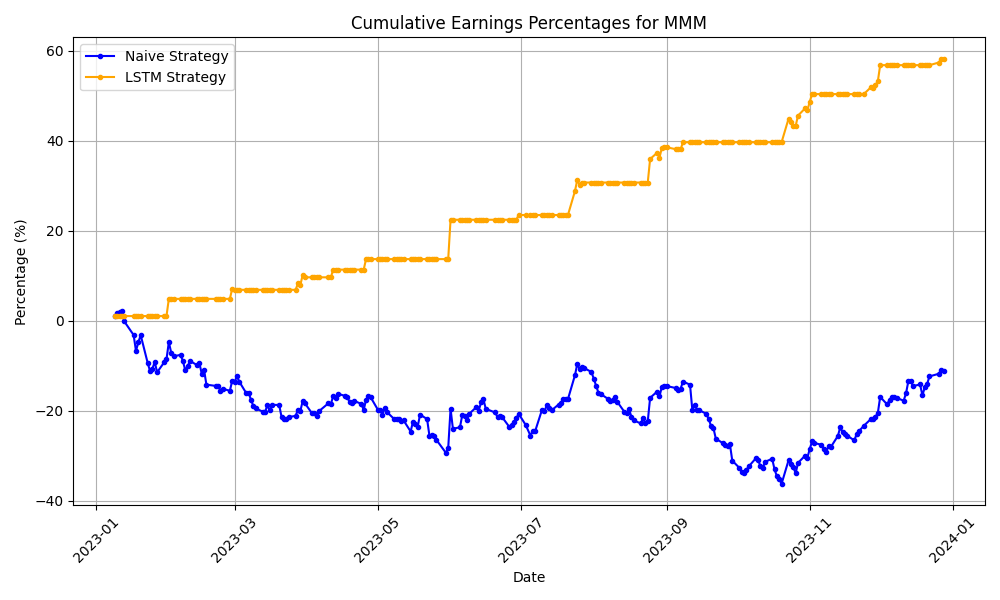 Cumulative Earnings Percentages for MMM
Naive Strategy
LSTM Strategy
Percentage (%)
60
40
20
0
−20
−40
2023-01
2023-03
2023-05
2023-07
2023-09
2023-11
2024-01
Date